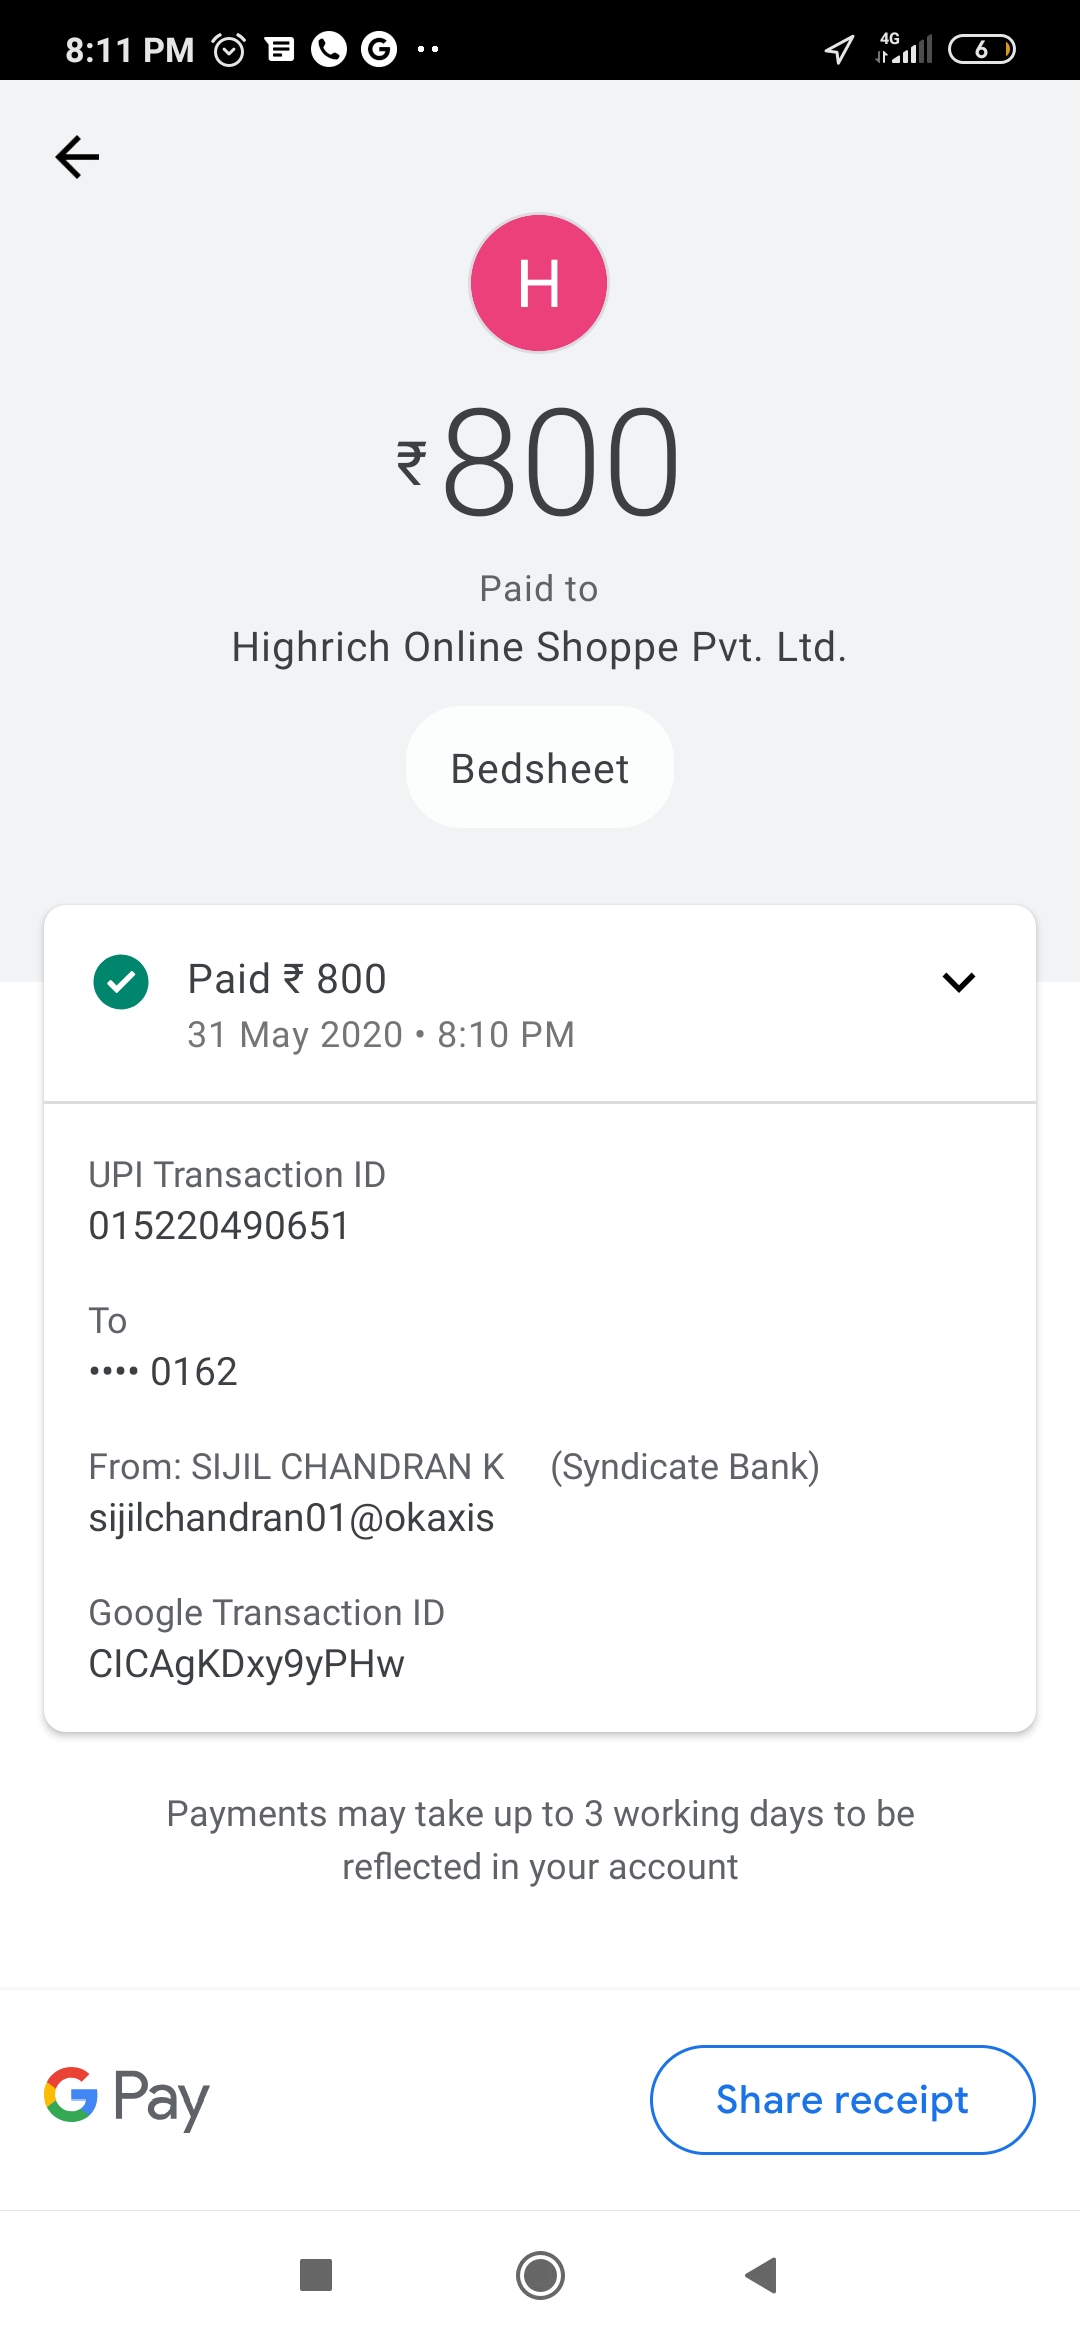 8:11 PM
4G
6
H
₹800
Paid to
Highrich Online Shoppe Pvt. Ltd.
Bedsheet
Paid ₹ 800
31 May 2020 • 8:10 PM
UPI Transaction ID
015220490651
To
•••• 0162
From: SIJIL CHANDRAN K (Syndicate Bank)
sijilchandran01@okaxis
Google Transaction ID
CICAgKDxy9yPHw
Payments may take up to 3 working days to be
reflected in your account
G Pay
Share receipt